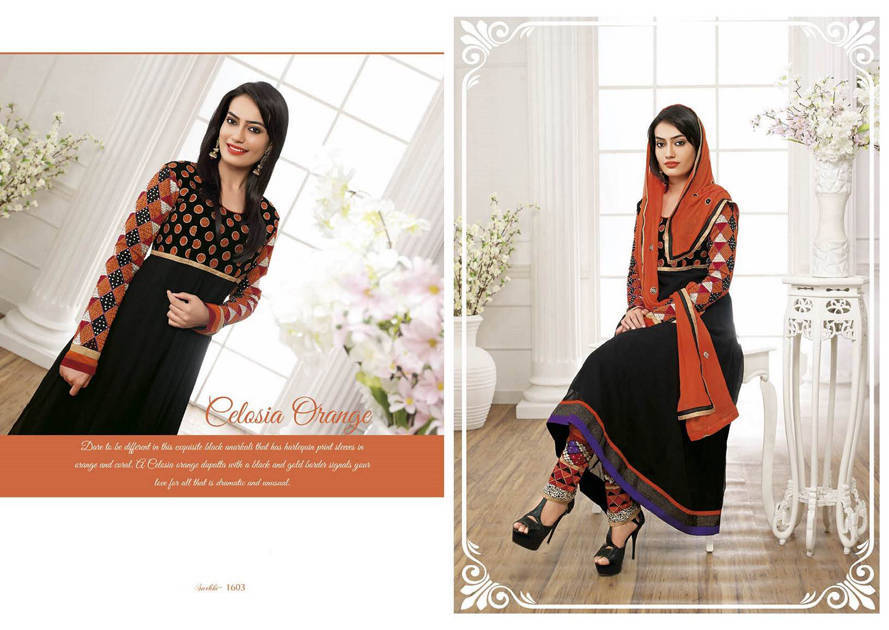 Celosia Orange
Dare to be different in this exquisite black anarkali that has harlequin print sleeves in
orange and coral. A Celosia orange dupatta with a black and gold border signals your
love for all that is dramatic and unusual.
1603